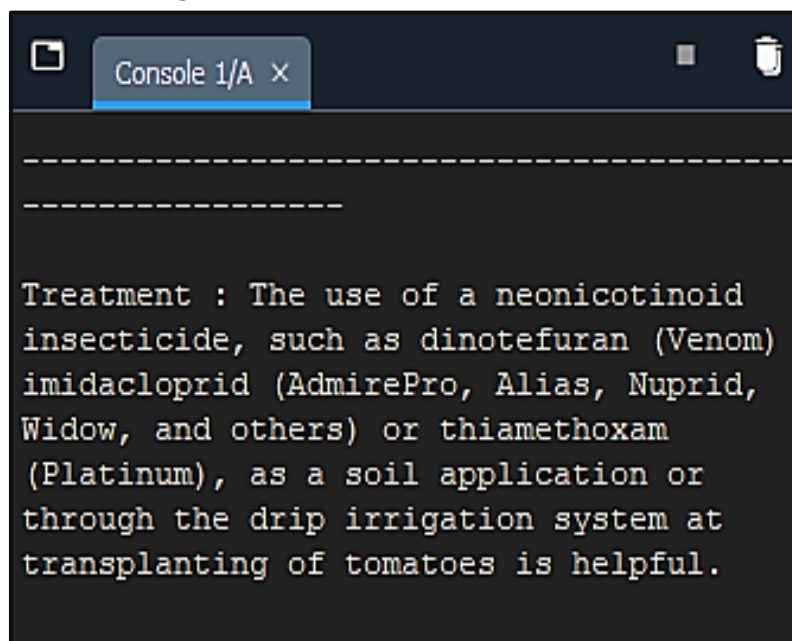 Console 1/A ×
-----------------------------------------
-----------------
Treatment : The use of a neonicotinoid
insecticide, such as dinotefuran (Venom)
imidacloprid (AdmirePro, Alias, Nuprid,
Widow, and others) or thiamethoxam
(Platinum), as a soil application or
through the drip irrigation system at
transplanting of tomatoes is helpful.